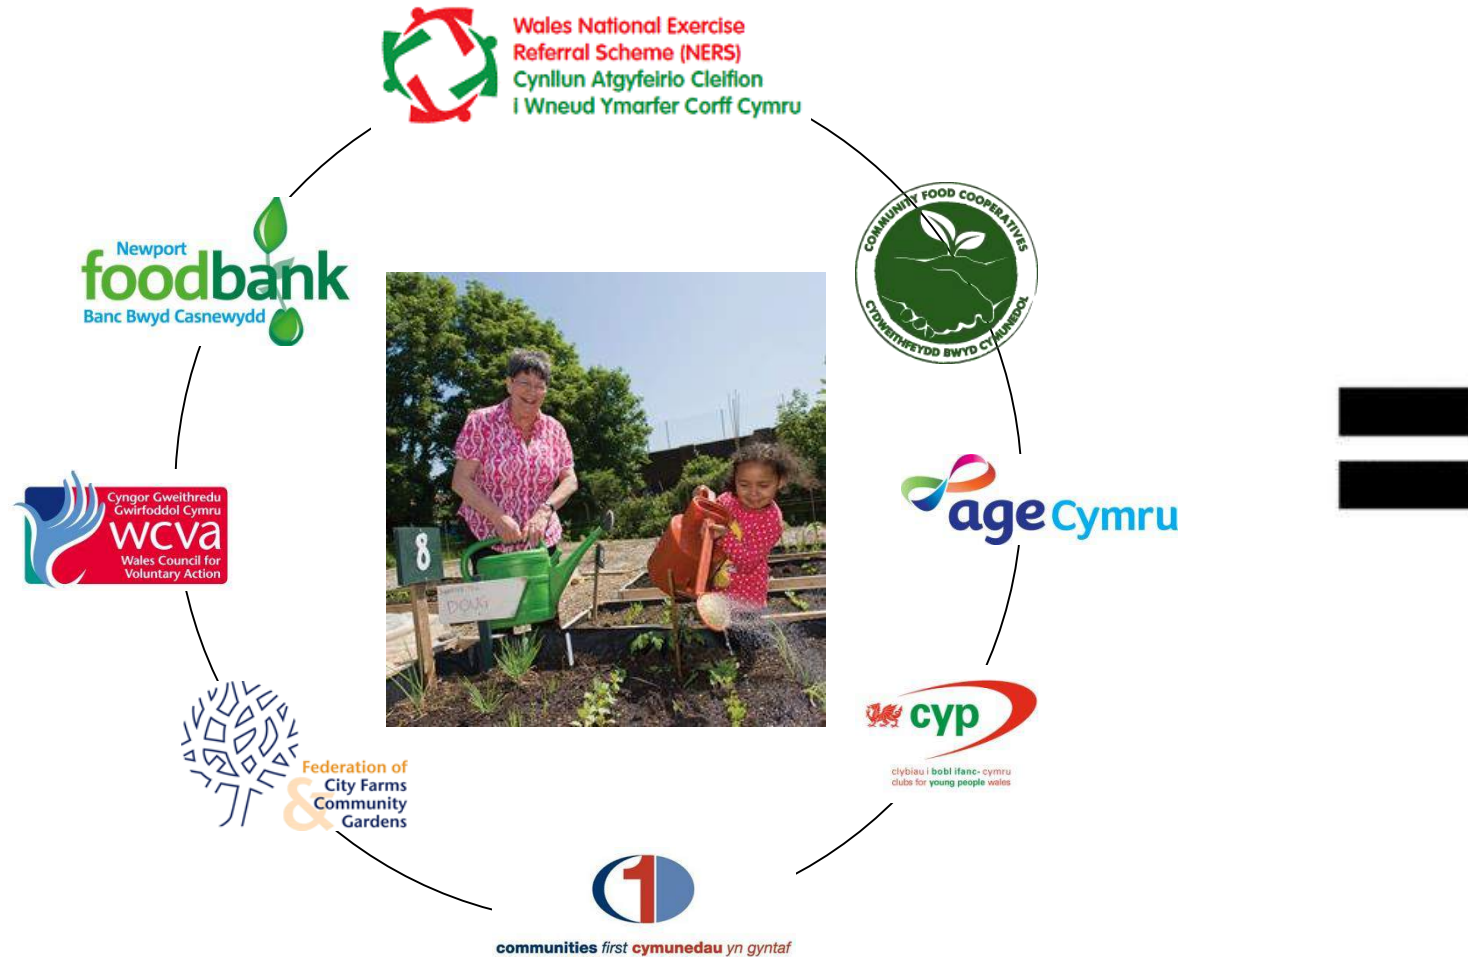 Wales National Exercise
Referral Scheme (NERS)
Cynllun Atgyfeirio Cleifion
i Wneud Ymarfer Corff Cymru
COMMUNITY FOOD COOPERATIVES
CYDWEITHFEYDD BWYD CYMUNEDOL
Newport
foodbank
Banc Bwyd Casnewydd
8
DOUG
age Cymru
Cyngor Gweithredu
Gwirfoddol Cymru
wcva
Wales Council for
Voluntary Action
cyp
clybiau i bobl ifanc- cymru
clubs for young people wales
Federation of
City Farms
& Community
Gardens
C1
communities first cymunedau yn gyntaf